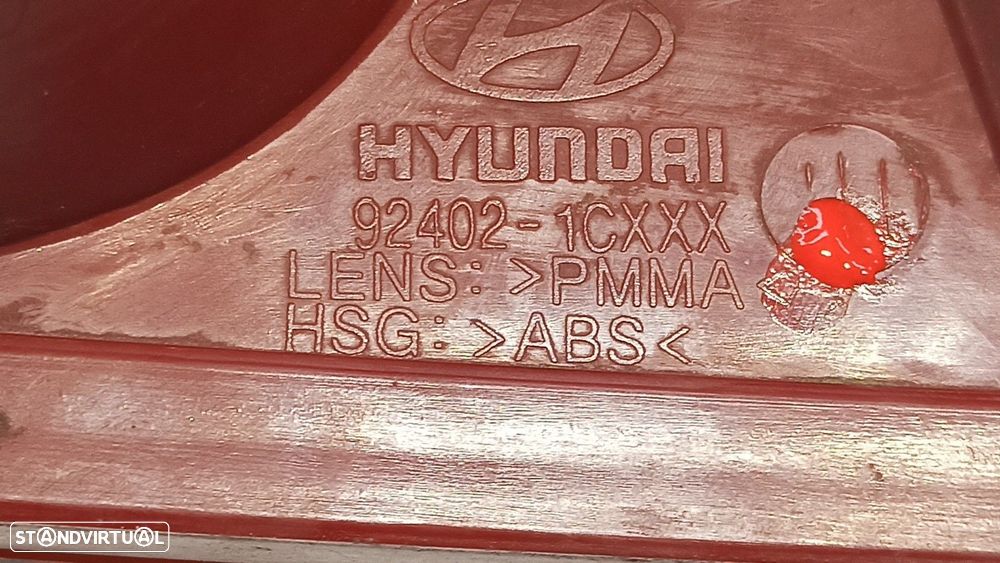 HYUNDAI
92402-1CXXX
LENS: >PMMA
HSG: >ABS<
STANDVIRTUAL